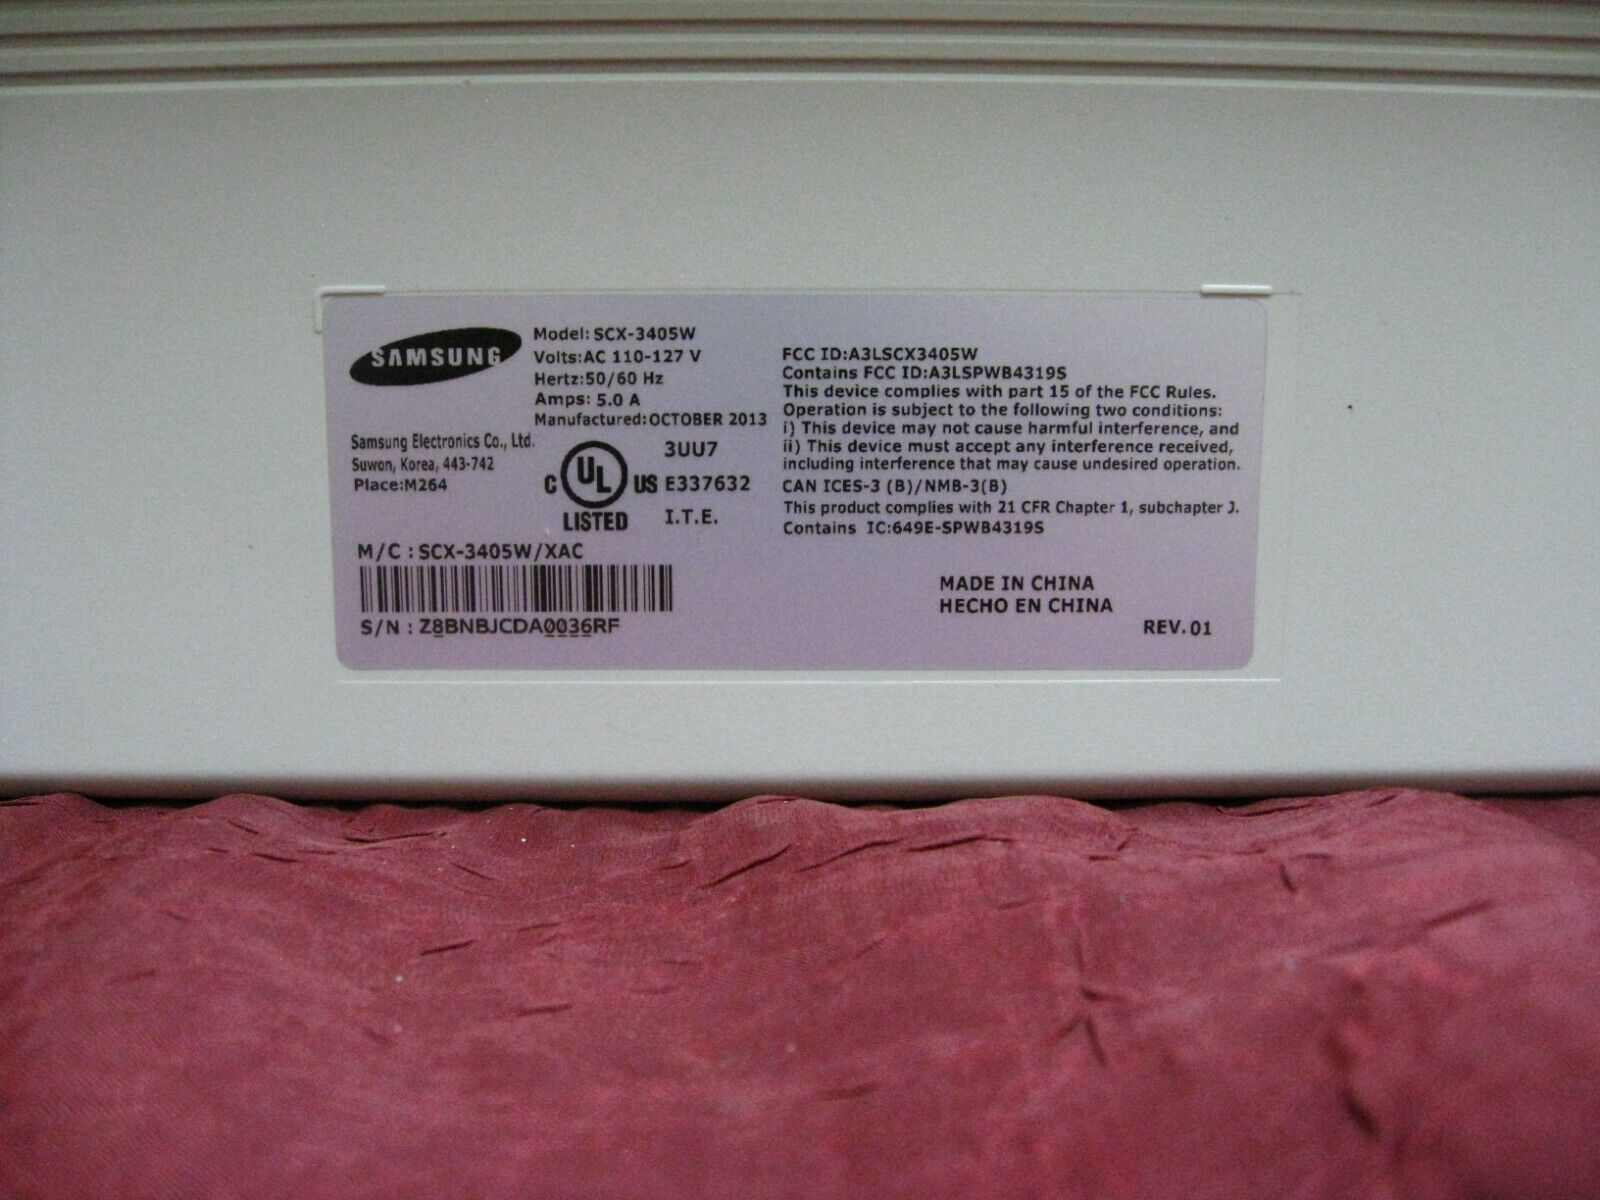 SAMSUNG
Model: SCX-3405W
Volts:AC 110-127 V
Hertz:50/60 Hz
Amps: 5.0 A
Manufactured:OCTOBER 2013
Samsung Electronics Co., Ltd.
Suwon, Korea, 443-742
Place:M264
C UL US
LISTED
3UU7
E337632
I.T.E.
M/C : SCX-3405W/XAC
S/N : Z8BNBJCDA0036RF
FCC ID:A3LSCX3405W
Contains FCC ID:A3LSPWB4319S
This device complies with part 15 of the FCC Rules.
Operation is subject to the following two conditions:
i) This device may not cause harmful interference, and
ii) This device must accept any interference received,
including interference that may cause undesired operation.
CAN ICES-3 (B)/NMB-3(B)
This product complies with 21 CFR Chapter 1, subchapter J.
Contains IC:649E-SPWB4319S
MADE IN CHINA
HECHO EN CHINA
REV. 01